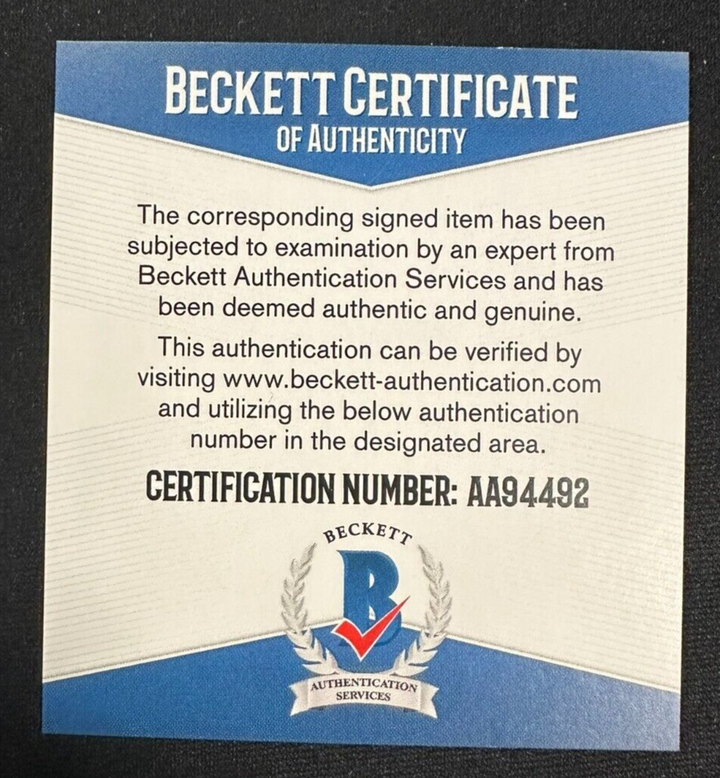 BECKETT CERTIFICATE
OF AUTHENTICITY
The corresponding signed item has been
subjected to examination by an expert from
Beckett Authentication Services and has
been deemed authentic and genuine.
This authentication can be verified by
visiting www.beckett-authentication.com
and utilizing the below authentication
number in the designated area.
CERTIFICATION NUMBER: AA94492
BECKETT
B
AUTHENTICATION
SERVICES